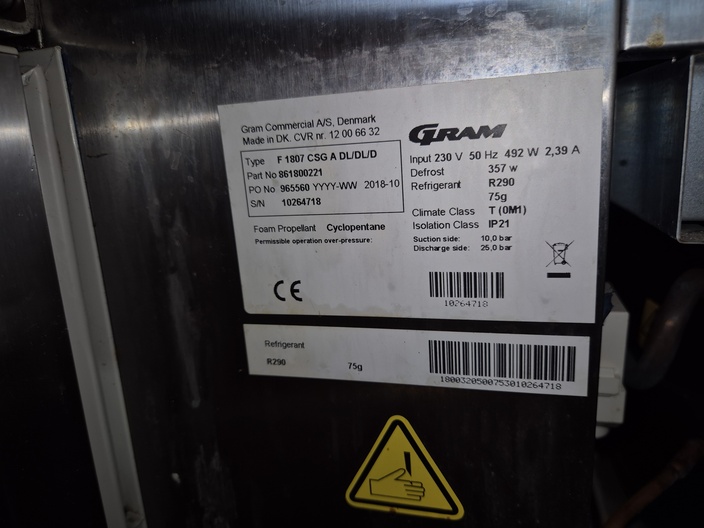 Gram Commercial A/S, Denmark
Made in DK. CVR nr. 12 00 66 32
Type F 1807 CSG A DL/DL/D
Part No 861800221
PO No 965560 YYYY-WW 2018-10
S/N 10264718
Foam Propellant Cyclopentane
Permissible operation over-pressure:
CE
GRAM
Input 230 V 50 Hz 492 W 2,39 A
Defrost 357 w
Refrigerant R290
75g
Climate Class T (0M1)
Isolation Class IP21
Suction side: 10,0 bar
Discharge side: 25,0 bar
10264718
Refrigerant
R290 75g
1800320500753010264718